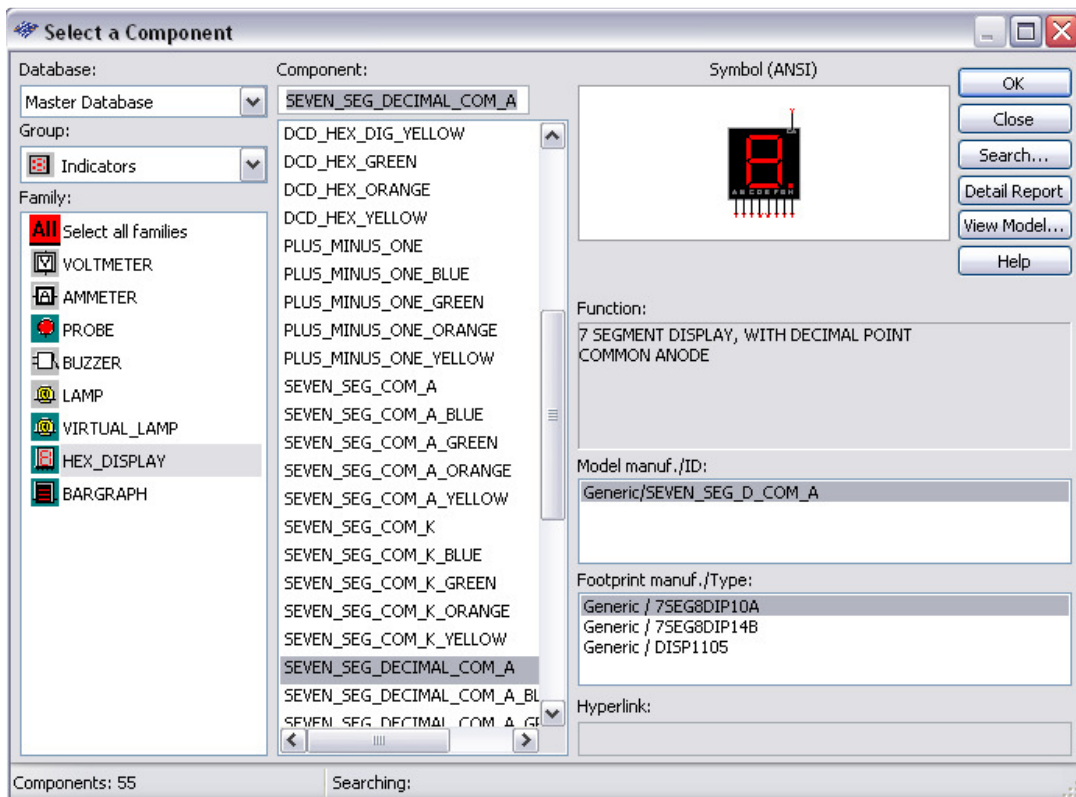 Select a Component
Database:
Master Database
Group:
Indicators
Family:
All Select all families
VOLTMETER
AMMETER
PROBE
BUZZER
LAMP
VIRTUAL_LAMP
HEX_DISPLAY
BARGRAPH
Component:
SEVEN_SEG_DECIMAL_COM_A
DCD_HEX_DIG_YELLOW
DCD_HEX_GREEN
DCD_HEX_ORANGE
DCD_HEX_YELLOW
PLUS_MINUS_ONE
PLUS_MINUS_ONE_BLUE
PLUS_MINUS_ONE_GREEN
PLUS_MINUS_ONE_ORANGE
PLUS_MINUS_ONE_YELLOW
SEVEN_SEG_COM_A
SEVEN_SEG_COM_A_BLUE
SEVEN_SEG_COM_A_GREEN
SEVEN_SEG_COM_A_ORANGE
SEVEN_SEG_COM_A_YELLOW
SEVEN_SEG_COM_K
SEVEN_SEG_COM_K_BLUE
SEVEN_SEG_COM_K_GREEN
SEVEN_SEG_COM_K_ORANGE
SEVEN_SEG_COM_K_YELLOW
SEVEN_SEG_DECIMAL_COM_A
SEVEN_SEG_DECIMAL_COM_A_BL
SEVEN_SEG_DECIMAL_COM_A_GR
Symbol (ANSI)
CA
8.
A B C D E F G H
Function:
7 SEGMENT DISPLAY, WITH DECIMAL POINT
COMMON ANODE
Model manuf./ID:
Generic/SEVEN_SEG_D_COM_A
Footprint manuf./Type:
Generic / 7SEG8DIP10A
Generic / 7SEG8DIP14B
Generic / DISP1105
Hyperlink:
OK
Close
Search...
Detail Report
View Model...
Help
Components: 55
Searching: